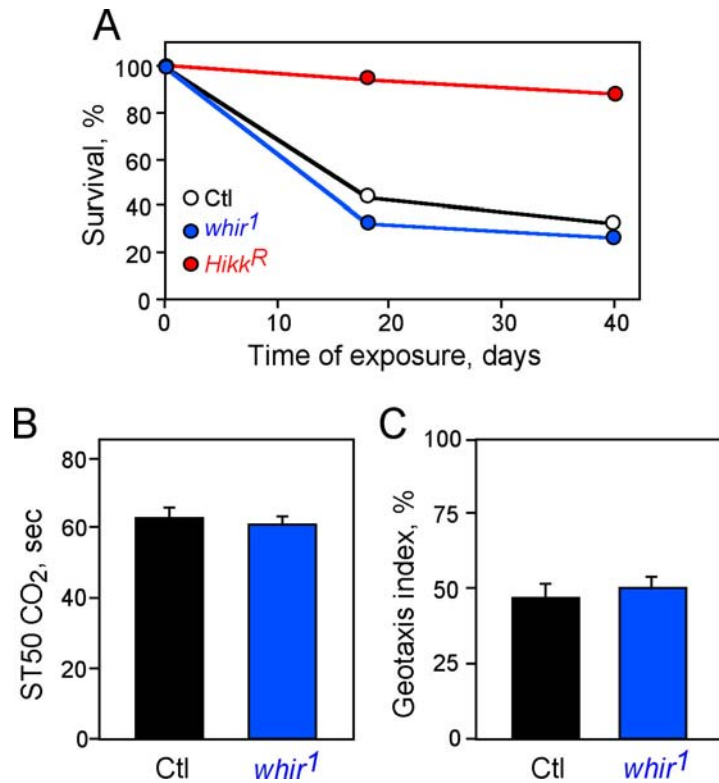 A
Survival, %
100
80
60
40
20
0
Ctl
whir¹
Hikkᴿ
0 10 20 30 40
Time of exposure, days
B
ST50 CO₂, sec
80
60
40
20
0
Ctl whir¹
C
Geotaxis index, %
100
75
50
25
0
Ctl whir¹